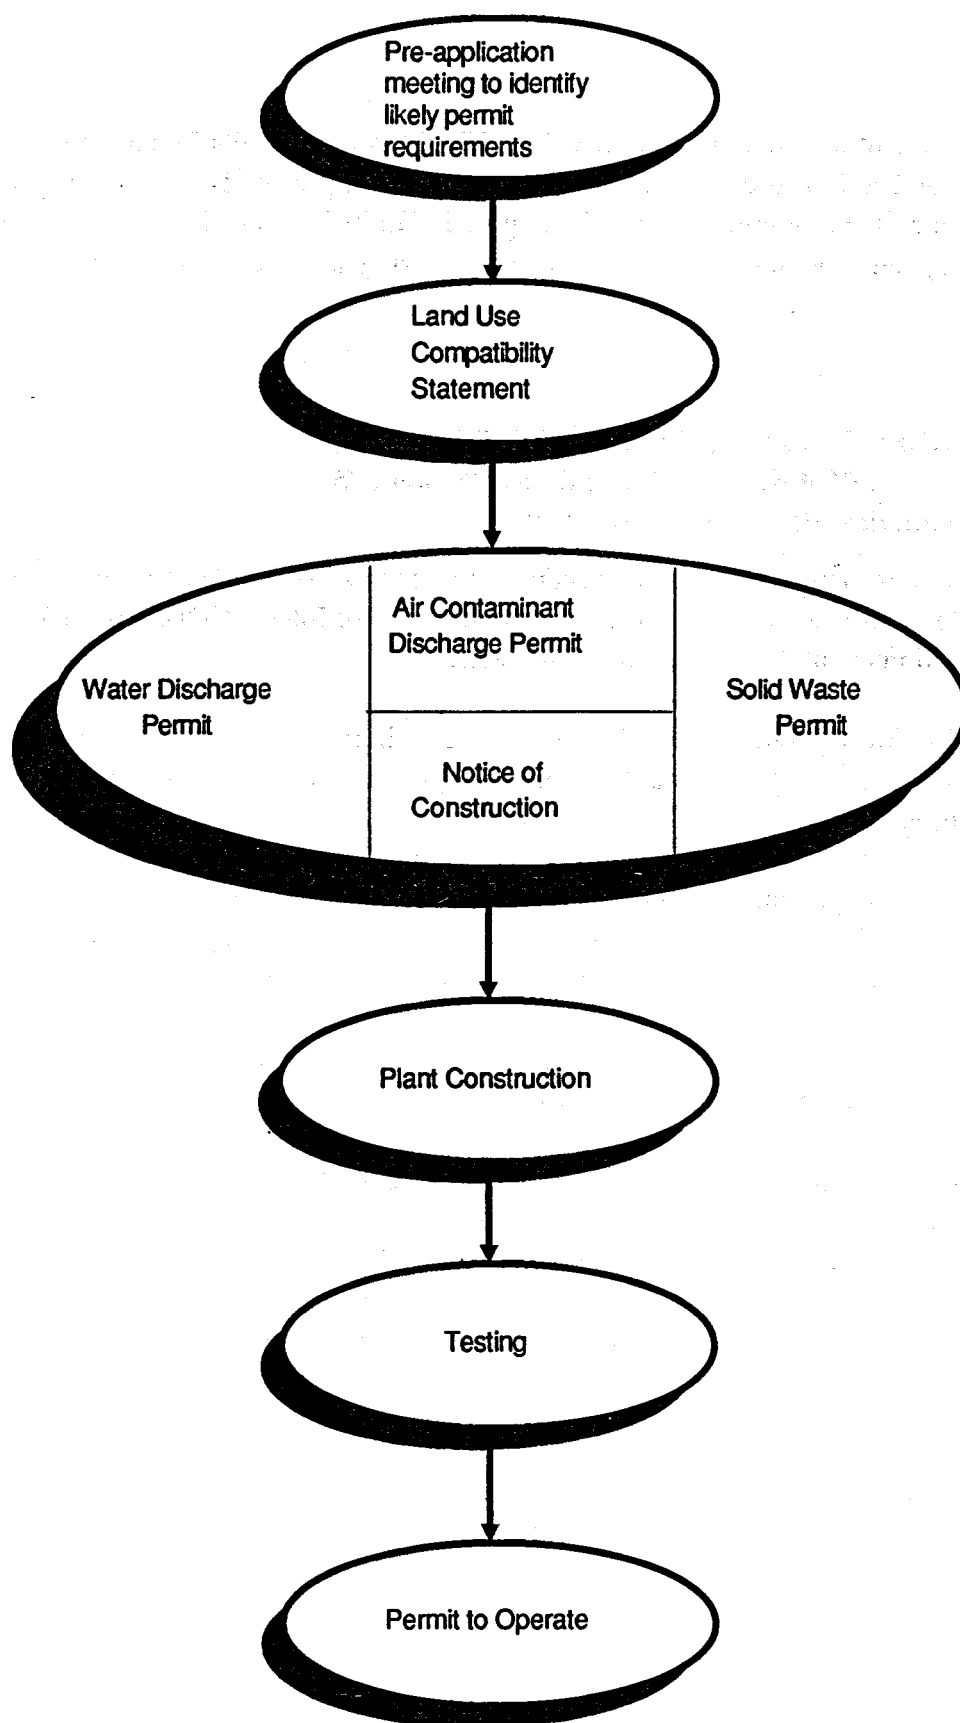 Pre-application
meeting to identify
likely permit
requirements
Land Use
Compatibility
Statement
Air Contaminant
Discharge Permit
Water Discharge
Permit
Solid Waste
Permit
Notice of
Construction
Plant Construction
Testing
Permit to Operate